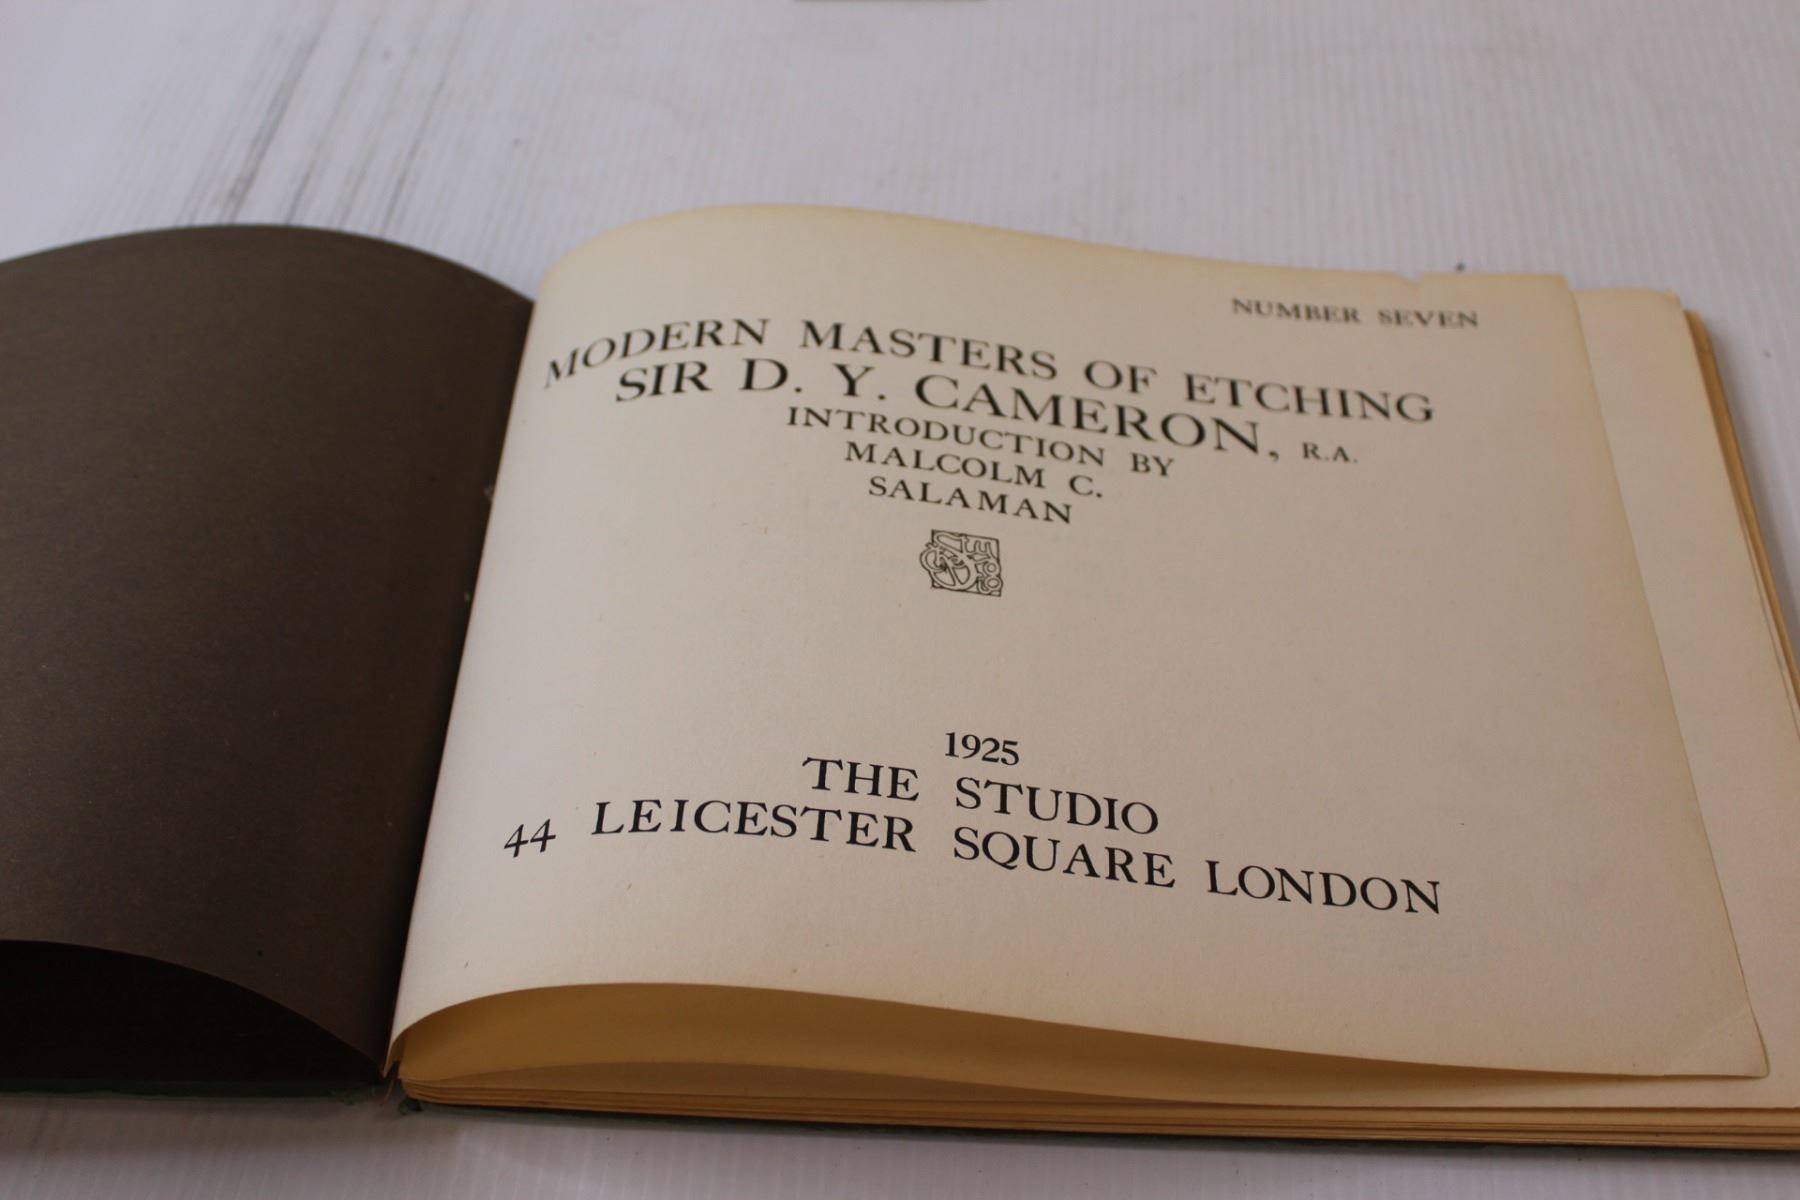 NUMBER SEVEN
MODERN MASTERS OF ETCHING
SIR D. Y. CAMERON, R.A.
INTRODUCTION BY
MALCOLM C.
SALAMAN
1925
THE STUDIO
44 LEICESTER SQUARE LONDON